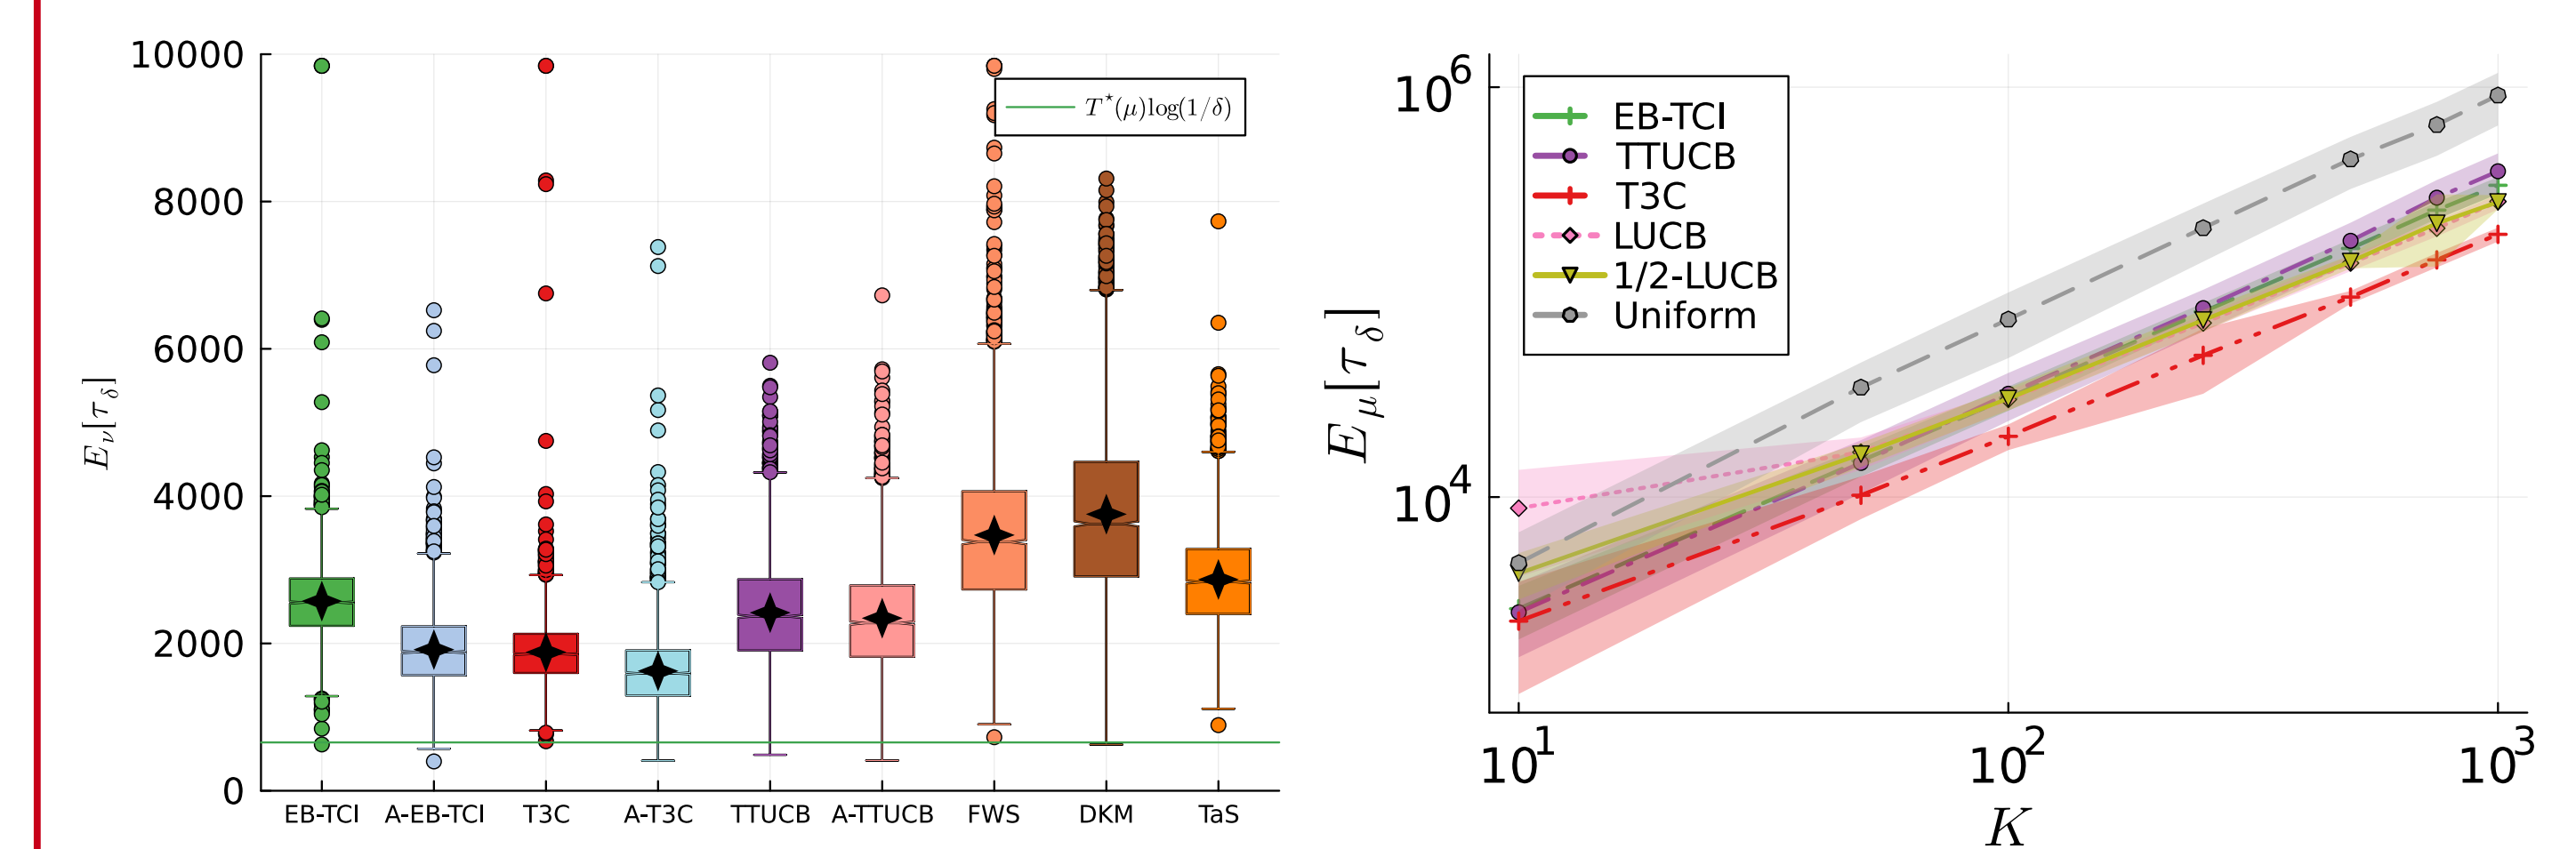 10000
8000
6000
4000
2000
0
E_ν[τ_δ]
T*(μ)log(1/δ)
EB-TCI A-EB-TCI T3C A-T3C TTUCB A-TTUCB FWS DKM TaS
10^6
10^4
E_μ[τ_δ]
EB-TCI
TTUCB
T3C
LUCB
1/2-LUCB
Uniform
10^1 10^2 10^3
K